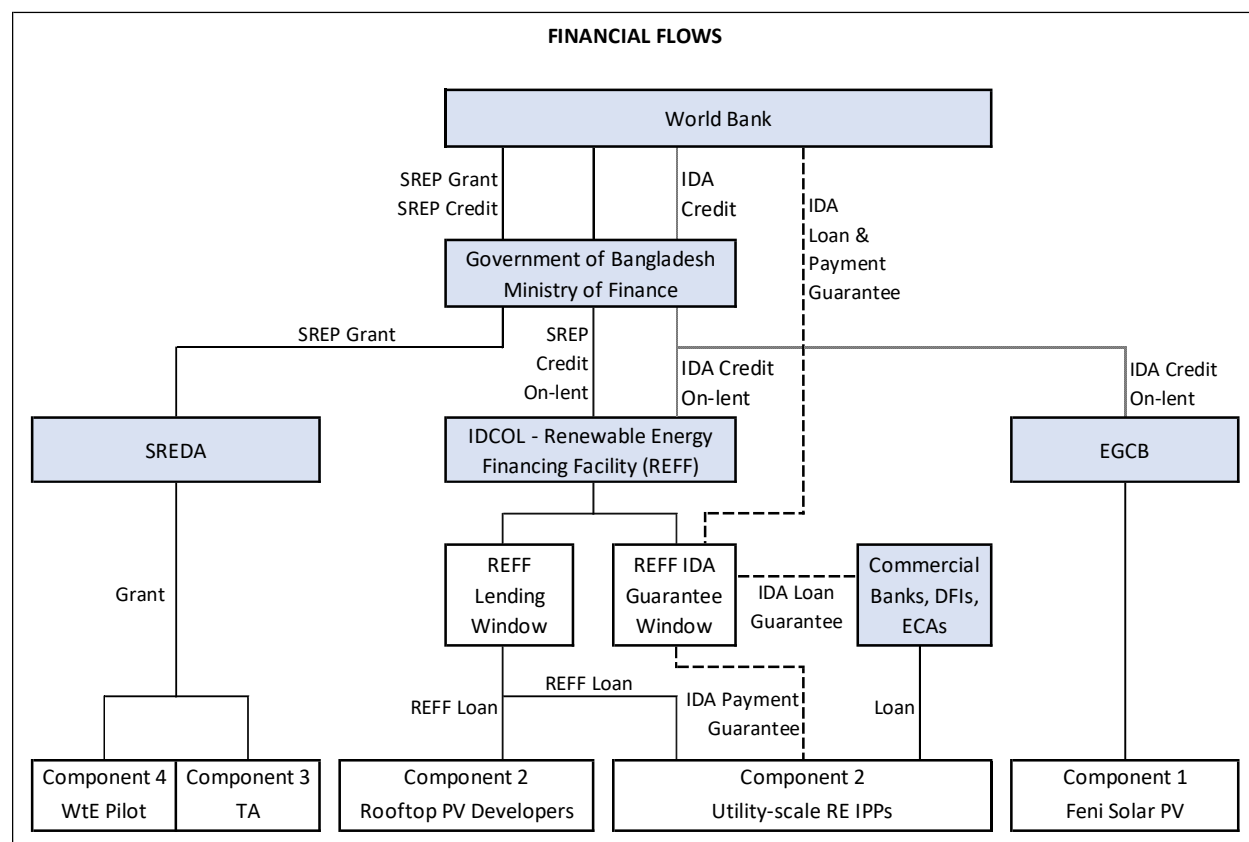 FINANCIAL FLOWS
World Bank
SREP Grant
SREP Credit
IDA
Credit
IDA
Loan &
Payment
Guarantee
Government of Bangladesh
Ministry of Finance
SREP Grant
SREP
Credit
On-lent
IDA Credit
On-lent
IDA Credit
On-lent
SREDA
IDCOL - Renewable Energy
Financing Facility (REFF)
EGCB
Grant
REFF
Lending
Window
REFF IDA
Guarantee
Window
IDA Loan
Guarantee
Commercial
Banks, DFIs,
ECAs
REFF Loan
REFF Loan
IDA Payment
Guarantee
Loan
Component 4
WtE Pilot
Component 3
TA
Component 2
Rooftop PV Developers
Component 2
Utility-scale RE IPPs
Component 1
Feni Solar PV